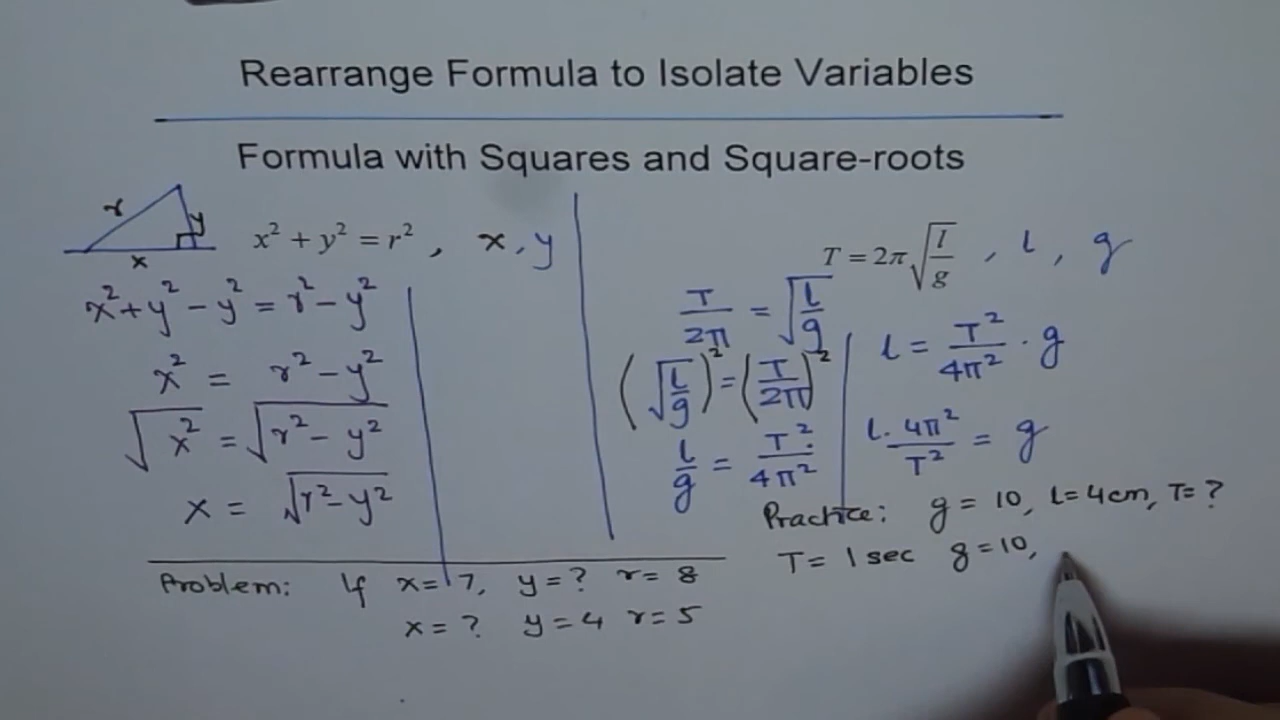 Rearrange Formula to Isolate Variables
Formula with Squares and Square-roots
r
y
x
x² + y² = r² , x, y
x² + y² - y² = r² - y²
x² = r² - y²
√x² = √r² - y²
x = √r² - y²
T = 2π√l/g , l, g
T/2π = √l/g
(√l/g)² = (T/2π)²
l/g = T²/4π²
l = T²/4π² · g
l. 4π²/T² = g
Practice: g = 10, l = 4cm, T = ?
T = 1 sec g = 10,
Problem: If x = 7, y = ? r = 8
x = ? y = 4 r = 5